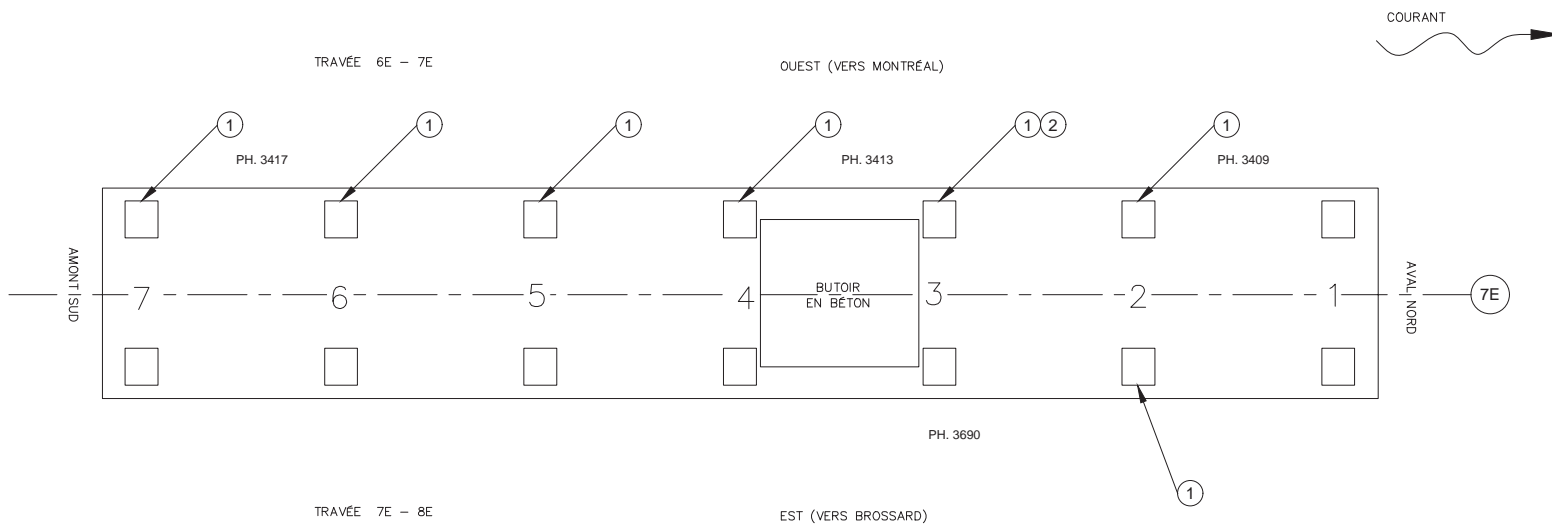 COURANT
TRAVÉE 6E – 7E
OUEST (VERS MONTRÉAL)
1
1
1
1
1 2
1
PH. 3417
PH. 3413
PH. 3409
AMONT SUD
7
6
5
4
BUTOIR
EN BÉTON
3
2
1
AVAL NORD
7E
PH. 3690
1
TRAVÉE 7E – 8E
EST (VERS BROSSARD)